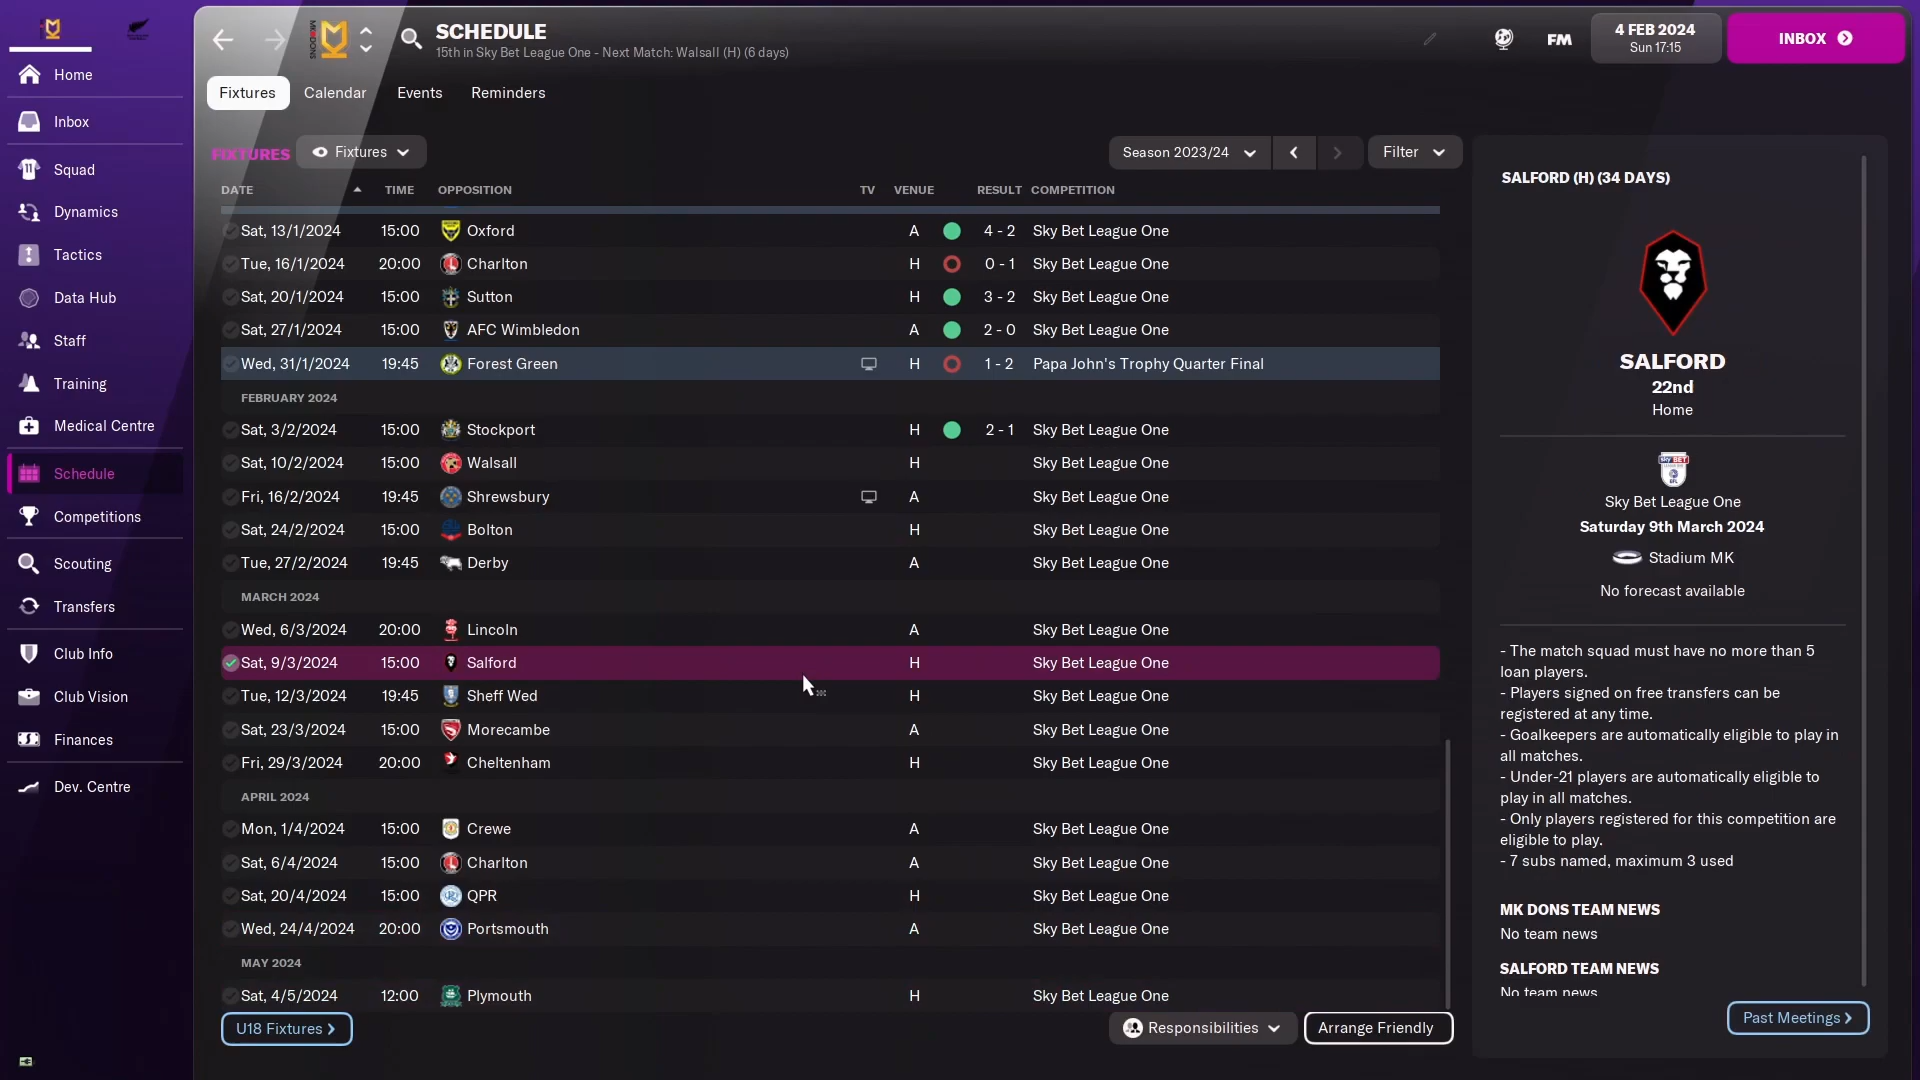 SCHEDULE
15th in Sky Bet League One - Next Match: Walsall (H) (6 days)
FM
4 FEB 2024
Sun 17:15
INBOX
Home
Inbox
Squad
Dynamics
Tactics
Data Hub
Staff
Training
Medical Centre
Schedule
Competitions
Scouting
Transfers
Club Info
Club Vision
Finances
Dev. Centre
Fixtures Calendar Events Reminders
FIXTURES Fixtures Season 2023/24 Filter
DATE TIME OPPOSITION TV VENUE RESULT COMPETITION
Sat, 13/1/2024 15:00 Oxford A 4 - 2 Sky Bet League One
Tue, 16/1/2024 20:00 Charlton H 0 - 1 Sky Bet League One
Sat, 20/1/2024 15:00 Sutton H 3 - 2 Sky Bet League One
Sat, 27/1/2024 15:00 AFC Wimbledon A 2 - 0 Sky Bet League One
Wed, 31/1/2024 19:45 Forest Green H 1 - 2 Papa John's Trophy Quarter Final
FEBRUARY 2024
Sat, 3/2/2024 15:00 Stockport H 2 - 1 Sky Bet League One
Sat, 10/2/2024 15:00 Walsall H Sky Bet League One
Fri, 16/2/2024 19:45 Shrewsbury A Sky Bet League One
Sat, 24/2/2024 15:00 Bolton H Sky Bet League One
Tue, 27/2/2024 19:45 Derby A Sky Bet League One
MARCH 2024
Wed, 6/3/2024 20:00 Lincoln A Sky Bet League One
Sat, 9/3/2024 15:00 Salford H Sky Bet League One
Tue, 12/3/2024 19:45 Sheff Wed H Sky Bet League One
Sat, 23/3/2024 15:00 Morecambe A Sky Bet League One
Fri, 29/3/2024 20:00 Cheltenham H Sky Bet League One
APRIL 2024
Mon, 1/4/2024 15:00 Crewe A Sky Bet League One
Sat, 6/4/2024 15:00 Charlton A Sky Bet League One
Sat, 20/4/2024 15:00 QPR H Sky Bet League One
Wed, 24/4/2024 20:00 Portsmouth A Sky Bet League One
MAY 2024
Sat, 4/5/2024 12:00 Plymouth H Sky Bet League One
U18 Fixtures
Responsibilities
Arrange Friendly
SALFORD (H) (34 DAYS)
SALFORD
22nd
Home
sky BET
EFL
Sky Bet League One
Saturday 9th March 2024
Stadium MK
No forecast available
- The match squad must have no more than 5
loan players.
- Players signed on free transfers can be
registered at any time.
- Goalkeepers are automatically eligible to play in
all matches.
- Under-21 players are automatically eligible to
play in all matches.
- Only players registered for this competition are
eligible to play.
- 7 subs named, maximum 3 used
MK DONS TEAM NEWS
No team news
SALFORD TEAM NEWS
No team news
Past Meetings